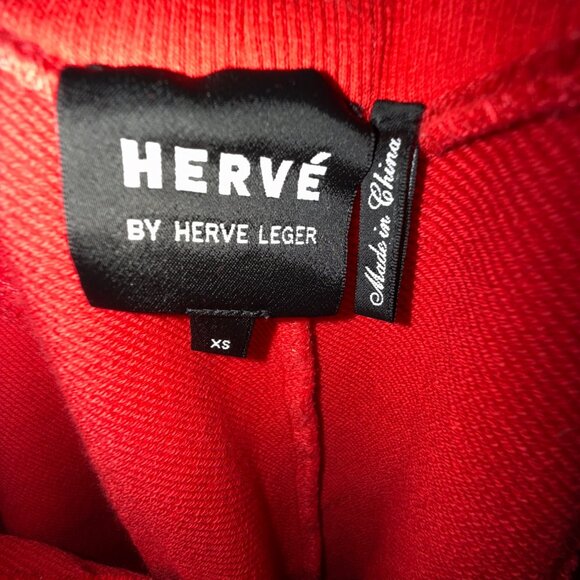 HERVÉ
BY HERVE LEGER
XS
Made in China